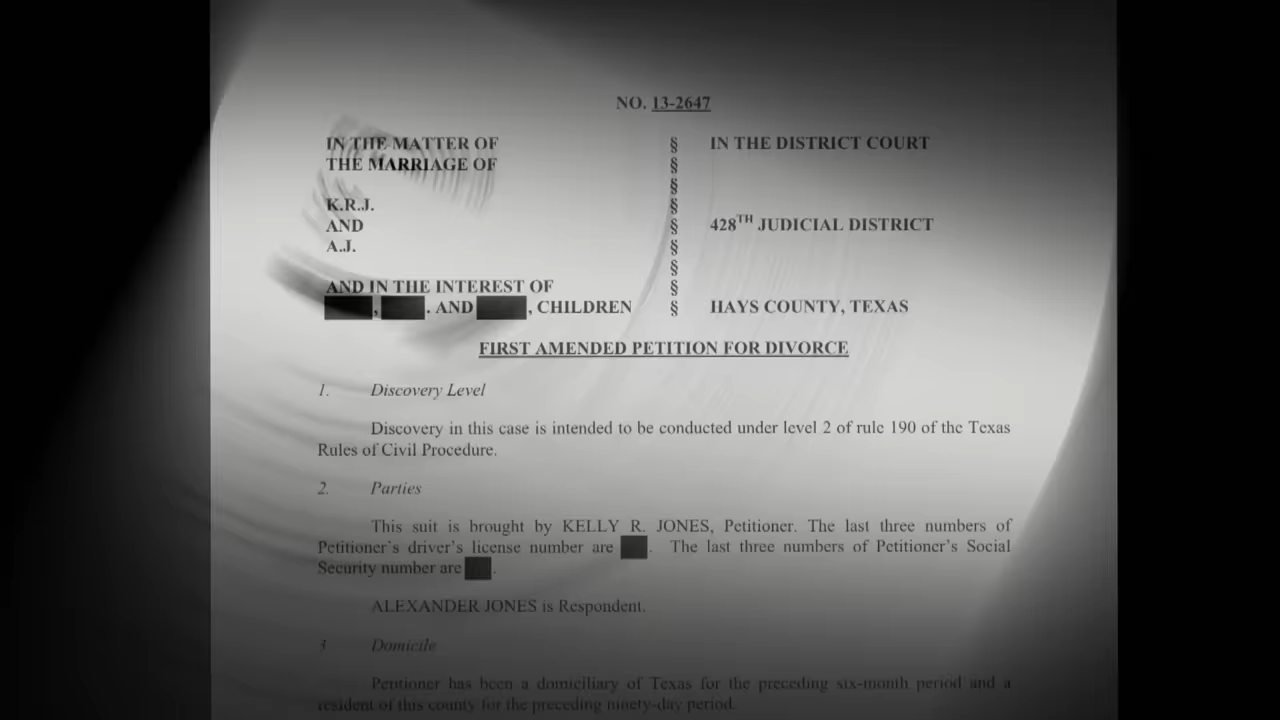 NO. 13-2647
IN THE MATTER OF § IN THE DISTRICT COURT
THE MARRIAGE OF §
§
K.R.J. §
AND § 428TH JUDICIAL DISTRICT
A.J. §
§
AND IN THE INTEREST OF §
, . AND , CHILDREN § HAYS COUNTY, TEXAS
FIRST AMENDED PETITION FOR DIVORCE
1. Discovery Level
Discovery in this case is intended to be conducted under level 2 of rule 190 of the Texas
Rules of Civil Procedure.
2. Parties
This suit is brought by KELLY R. JONES, Petitioner. The last three numbers of
Petitioner's driver's license number are . The last three numbers of Petitioner's Social
Security number are .
ALEXANDER JONES is Respondent.
3 Domicile
Petitioner has been a domiciliary of Texas for the preceding six-month period and a
resident of this county for the preceding ninety-day period.